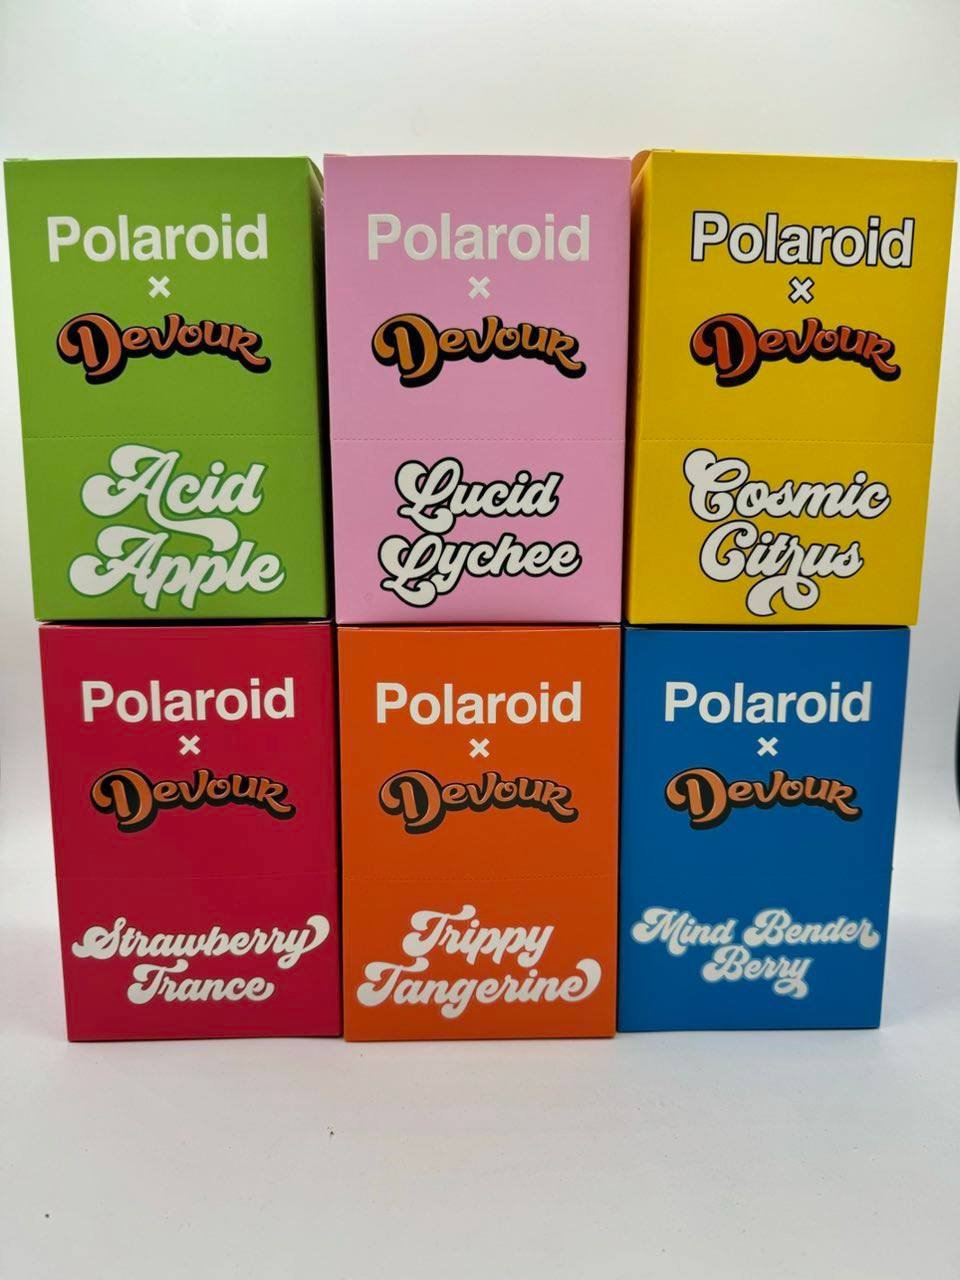 Polaroid
×
Devour
Acid
Apple
Polaroid
×
Devour
Lucid
Lychee
Polaroid
×
Devour
Cosmic
Citrus
Polaroid
×
Devour
Strawberry
Trance
Polaroid
×
Devour
Trippy
Tangerine
Polaroid
×
Devour
Mind Bender
Berry